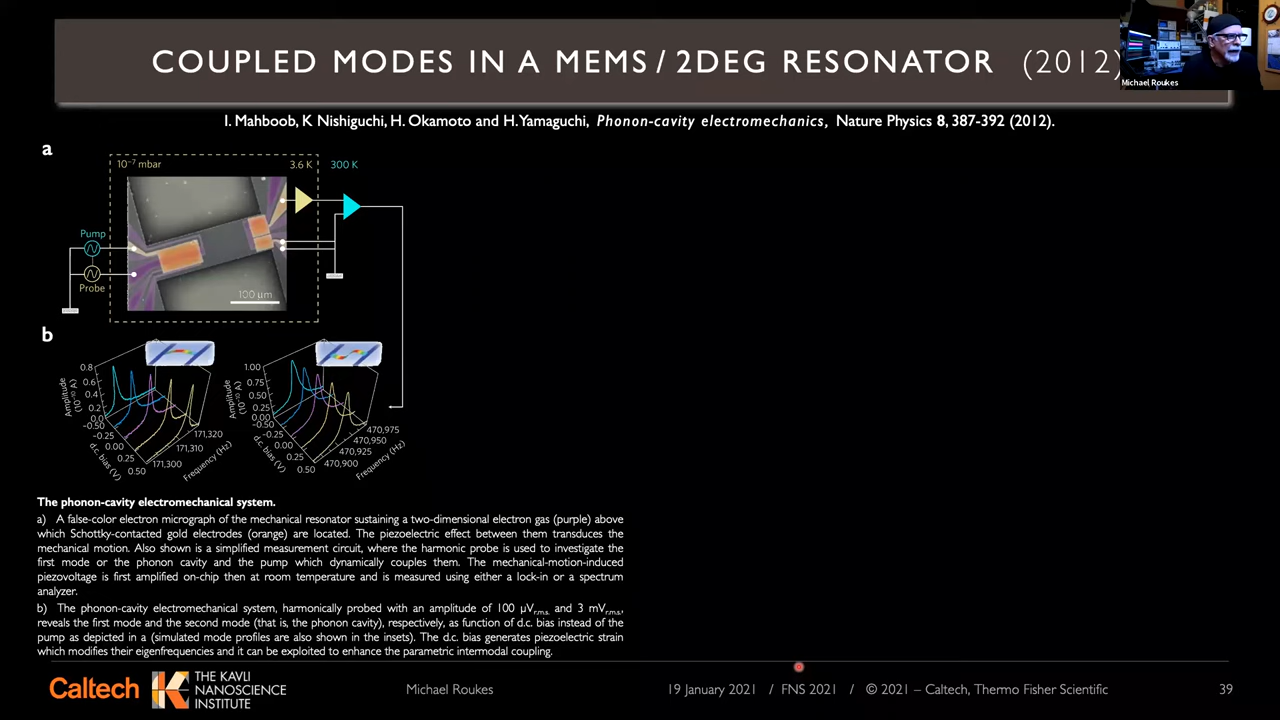 COUPLED MODES IN A MEMS / 2DEG RESONATOR (2012)
Michael Roukes
I. Mahboob, K Nishiguchi, H. Okamoto and H. Yamaguchi, Phonon-cavity electromechanics, Nature Physics 8, 387-392 (2012).
a
10⁻⁷ mbar 3.6 K 300 K
Pump
Probe
100 µm
b
0.8 0.6 0.4 0.2 0.0
Amplitude (10⁻¹⁰ A)
-0.50 -0.25 0.00 0.25 0.50
d.c. bias (V)
171,300 171,310 171,320
Frequency (Hz)
1.00 0.75 0.50 0.25 0.00
Amplitude (10⁻¹⁰ A)
-0.50 -0.25 0.00 0.25 0.50
d.c. bias (V)
470,900 470,925 470,950 470,975
Frequency (Hz)
The phonon-cavity electromechanical system.
a) A false-color electron micrograph of the mechanical resonator sustaining a two-dimensional electron gas (purple) above
which Schottky-contacted gold electrodes (orange) are located. The piezoelectric effect between them transduces the
mechanical motion. Also shown is a simplified measurement circuit, where the harmonic probe is used to investigate the
first mode or the phonon cavity and the pump which dynamically couples them. The mechanical-motion-induced
piezovoltage is first amplified on-chip then at room temperature and is measured using either a lock-in or a spectrum
analyzer.
b) The phonon-cavity electromechanical system, harmonically probed with an amplitude of 100 µVr.m.s. and 3 mVr.m.s,
reveals the first mode and the second mode (that is, the phonon cavity), respectively, as function of d.c. bias instead of the
pump as depicted in a (simulated mode profiles are also shown in the insets). The d.c. bias generates piezoelectric strain
which modifies their eigenfrequencies and it can be exploited to enhance the parametric intermodal coupling.
Caltech
THE KAVLI
NANOSCIENCE
INSTITUTE
Michael Roukes
19 January 2021 / FNS 2021 / © 2021 – Caltech, Thermo Fisher Scientific
39